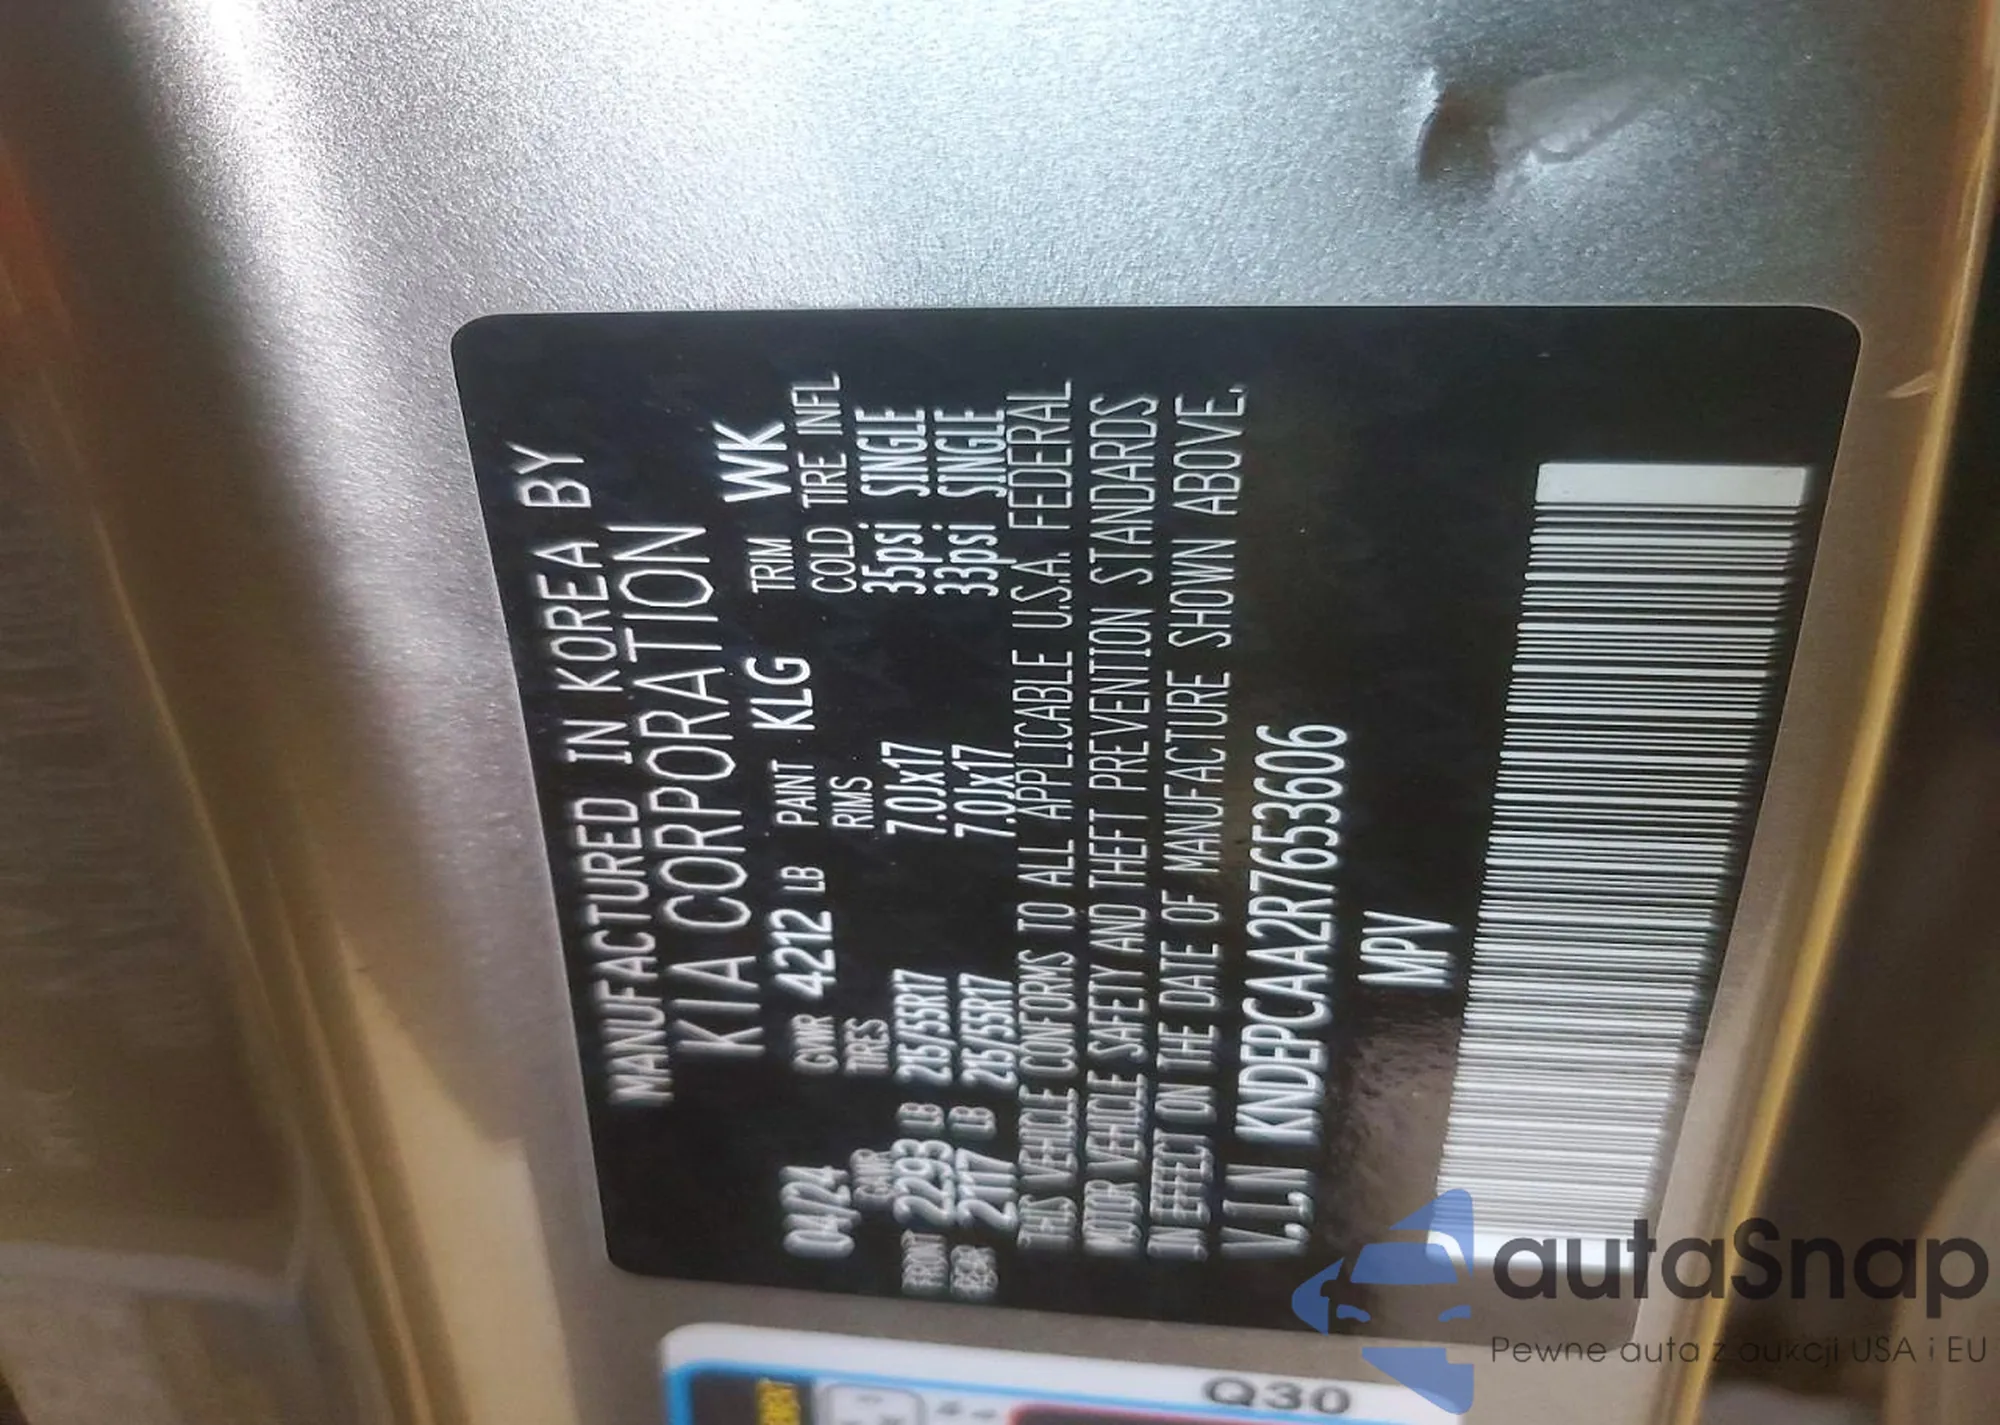 MANUFACTURED IN KOREA BY
KIA CORPORATION
04/24 GVWR 4212 LB PAINT KLG TRIM WK
GAWR TIRES RIMS COLD TIRE INFL
FRONT 2293 LB 215/55R17 7.0Jx17 35psi SINGLE
REAR 2117 LB 215/55R17 7.0Jx17 33psi SINGLE
THIS VEHICLE CONFORMS TO ALL APPLICABLE U.S.A. FEDERAL
MOTOR VEHICLE SAFETY AND THEFT PREVENTION STANDARDS
IN EFFECT ON THE DATE OF MANUFACTURE SHOWN ABOVE.
V.I.N KNDEPCAA2R7653606
MPV
Q30
autaSnap
Pewne auta z aukcji USA i EU